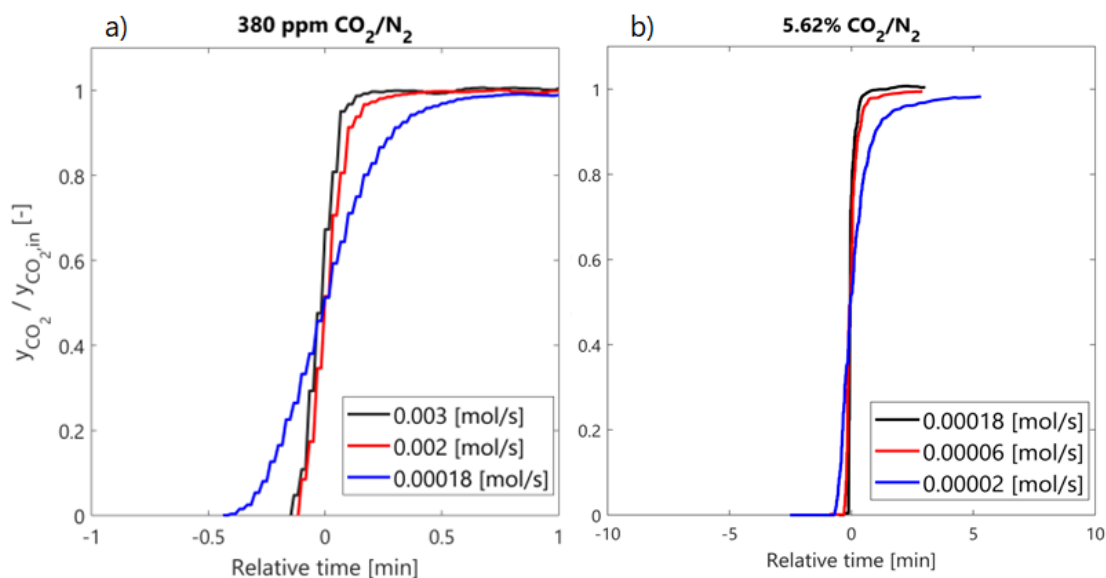 a)
380 ppm CO₂/N₂
y_CO₂ / y_CO₂,in [-]
1
0.8
0.6
0.4
0.2
0
-1
-0.5
0
0.5
1
0.003 [mol/s]
0.002 [mol/s]
0.00018 [mol/s]
Relative time [min]
b)
5.62% CO₂/N₂
1
0.8
0.6
0.4
0.2
0
-10
-5
0
5
10
0.00018 [mol/s]
0.00006 [mol/s]
0.00002 [mol/s]
Relative time [min]